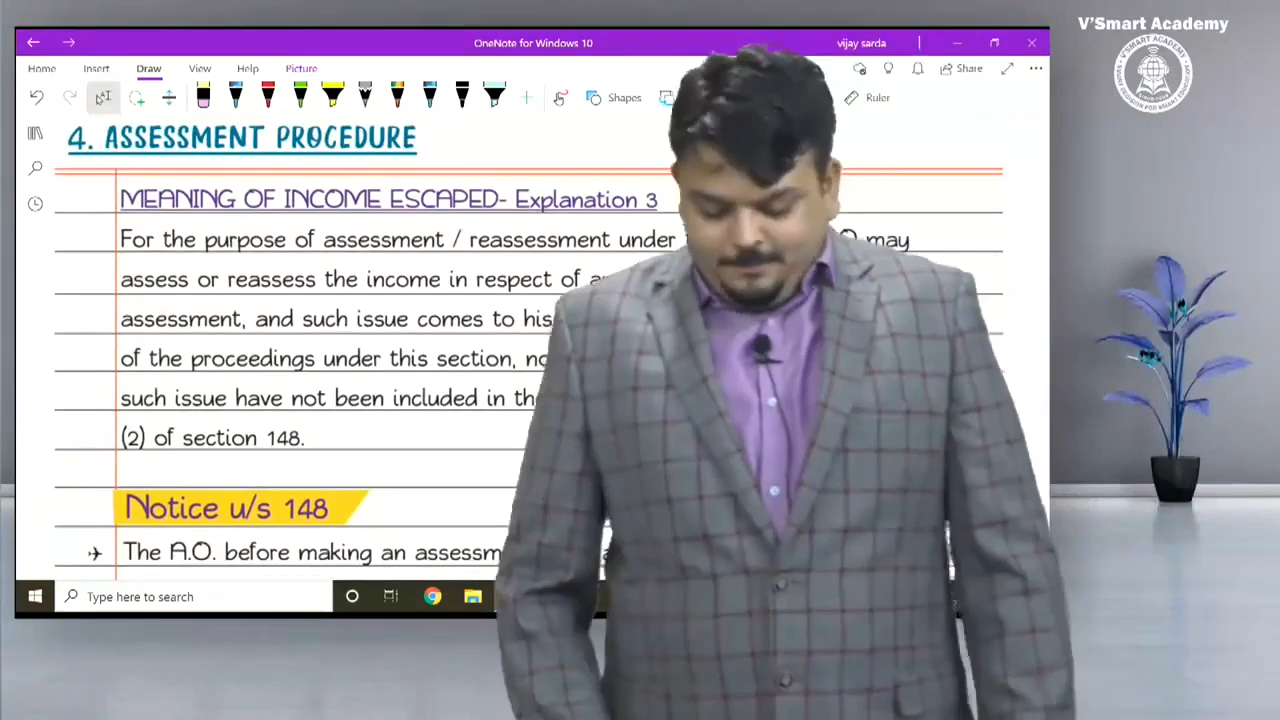 V'Smart Academy
OneNote for Windows 10
vijay sarda
Home Insert Draw View Help Picture
Share
Shapes
Ruler
4. ASSESSMENT PROCEDURE
MEANING OF INCOME ESCAPED- Explanation 3
For the purpose of assessment / reassessment under may
assess or reassess the income in respect of
assessment, and such issue comes to his
of the proceedings under this section,
such issue have not been included in
(2) of section 148.
Notice u/s 148
The A.O. before making an
Type here to search